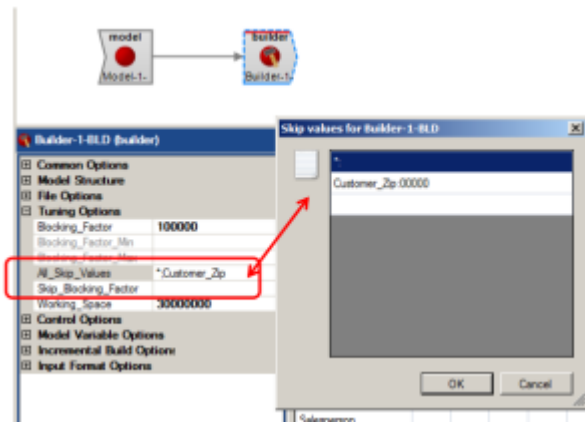 model
builder
Model-1-
Builder-1-
Builder-1-BLD (builder)
Common Options
Model Structure
File Options
Tuning Options
Blocking_Factor 100000
Blocking_Factor_Min
Blocking_Factor_Max
All_Skip_Values *:Customer_Zip
Skip_Blocking_Factor
Working_Space 30000000
Control Options
Model Variable Options
Incremental Build Options
Input Format Options
Skip values for Builder-1-BLD
*:
Customer_Zip:00000
OK
Cancel
Salesperson